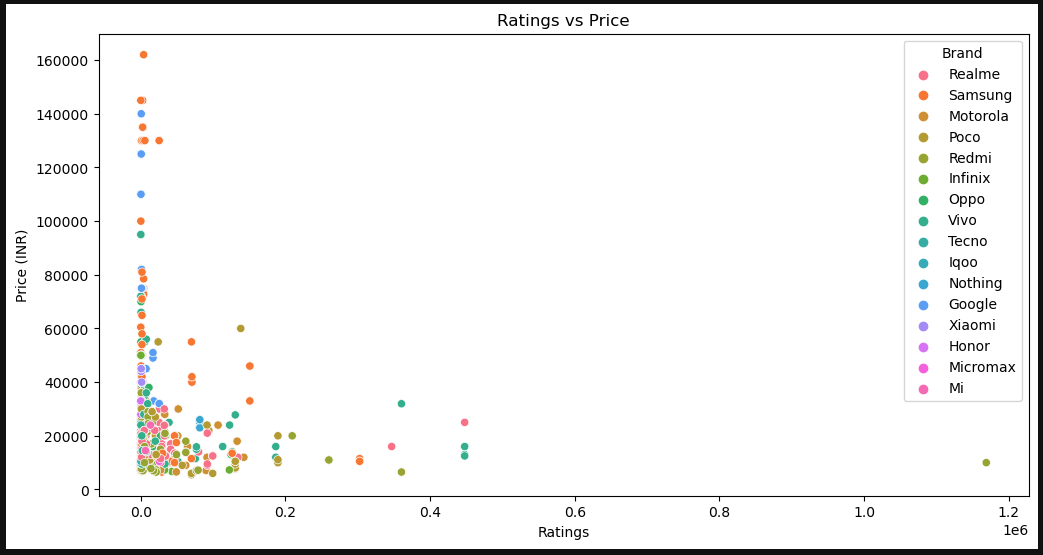 Ratings vs Price
Price (INR)
160000
140000
120000
100000
80000
60000
40000
20000
0
0.0 0.2 0.4 0.6 0.8 1.0 1.2
1e6
Ratings
Brand
Realme
Samsung
Motorola
Poco
Redmi
Infinix
Oppo
Vivo
Tecno
Iqoo
Nothing
Google
Xiaomi
Honor
Micromax
Mi